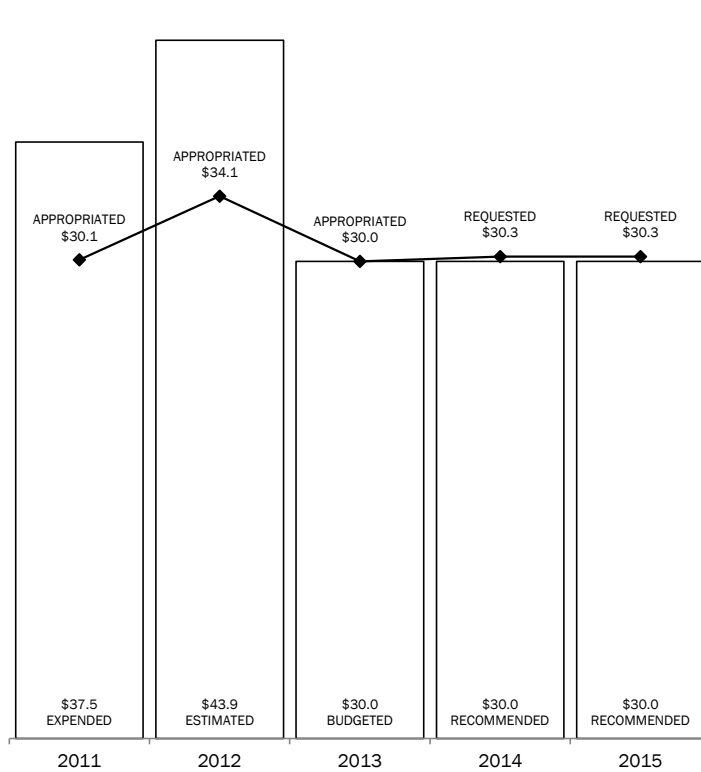 APPROPRIATED
$34.1
APPROPRIATED
$30.1
APPROPRIATED
$30.0
REQUESTED
$30.3
REQUESTED
$30.3
$37.5
EXPENDED
$43.9
ESTIMATED
$30.0
BUDGETED
$30.0
RECOMMENDED
$30.0
RECOMMENDED
2011
2012
2013
2014
2015